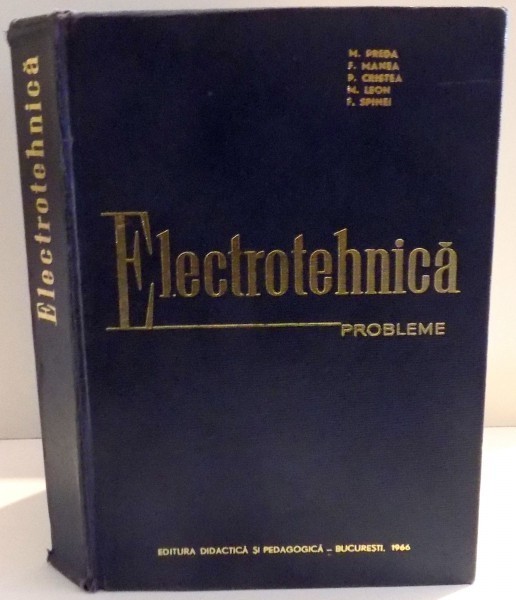 Electrotehnică
M. PREDA
F. MANEA
P. CRISTEA
M. LEON
F. SPINEI
Electrotehnică
PROBLEME
EDITURA DIDACTICĂ ȘI PEDAGOGICĂ – BUCUREȘTI, 1966